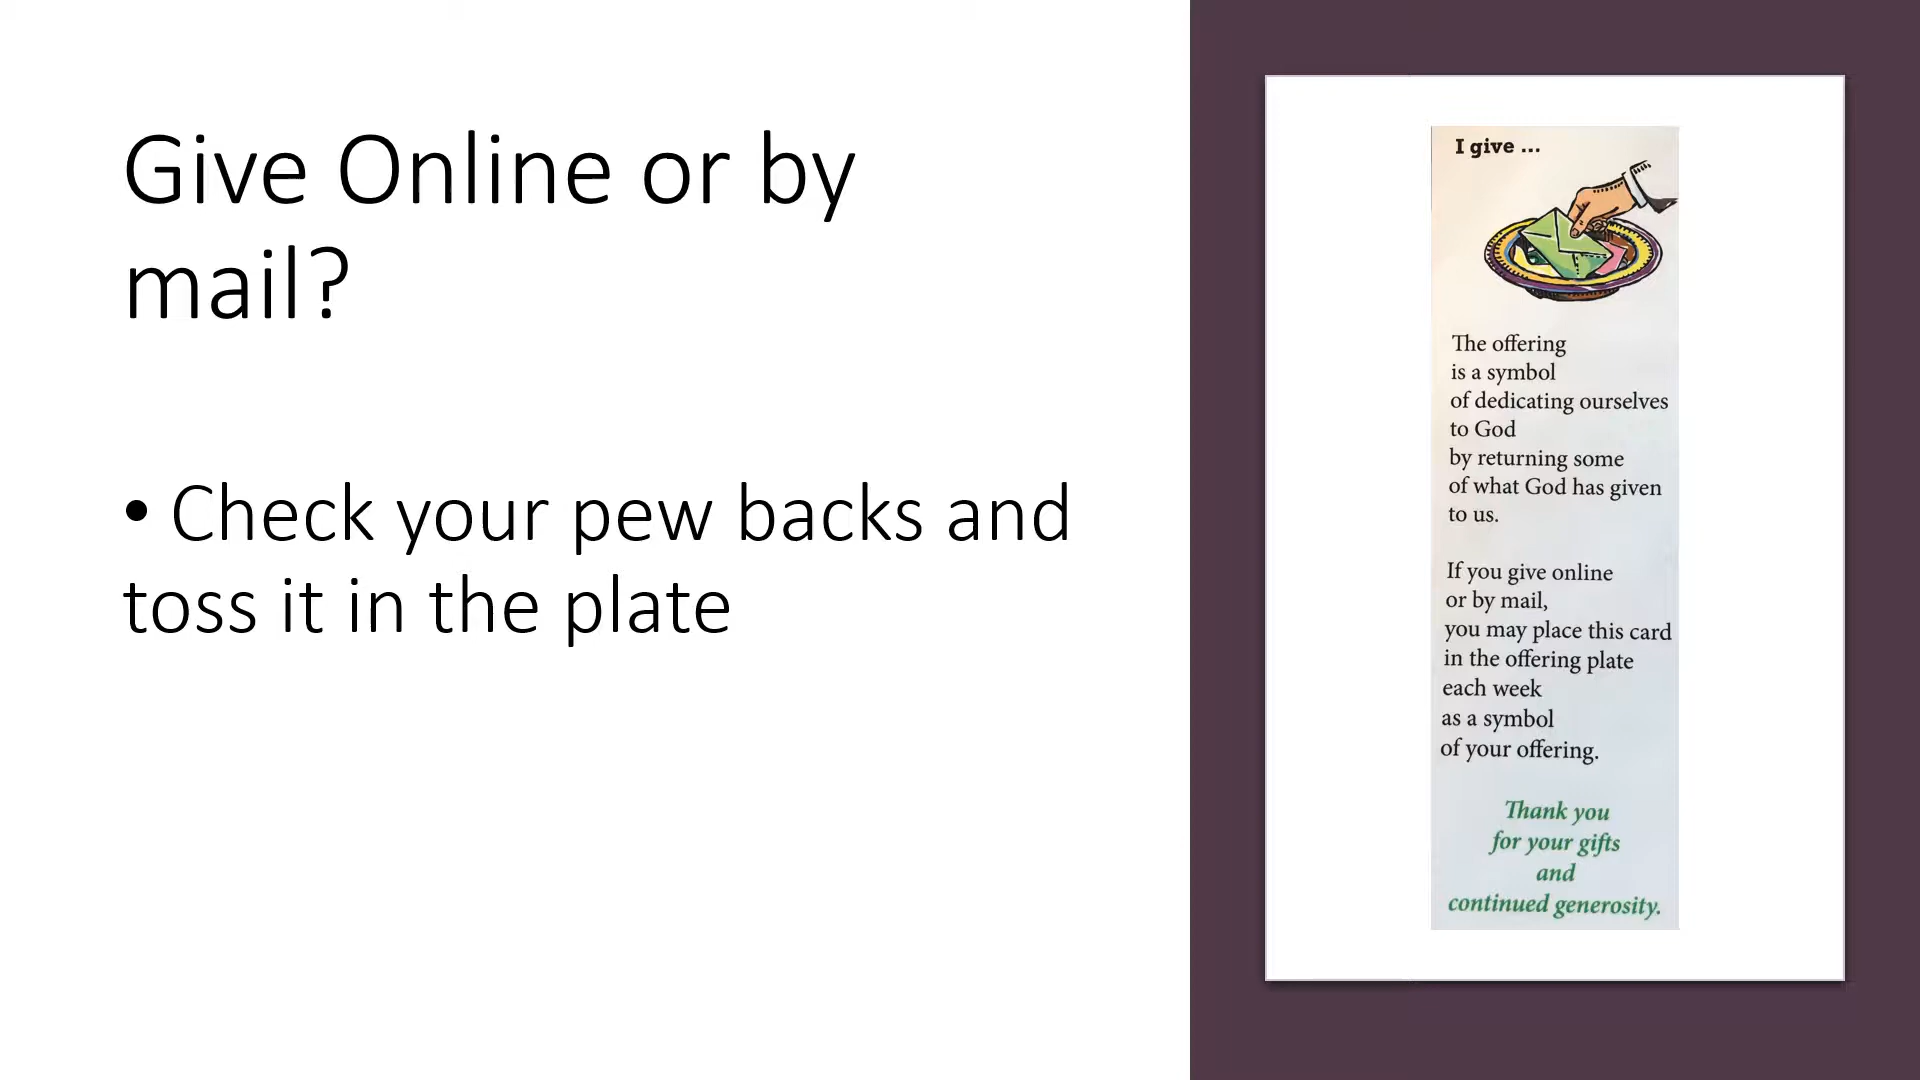 Give Online or by
mail?
• Check your pew backs and
toss it in the plate
I give ...
The offering
is a symbol
of dedicating ourselves
to God
by returning some
of what God has given
to us.
If you give online
or by mail,
you may place this card
in the offering plate
each week
as a symbol
of your offering.
Thank you
for your gifts
and
continued generosity.